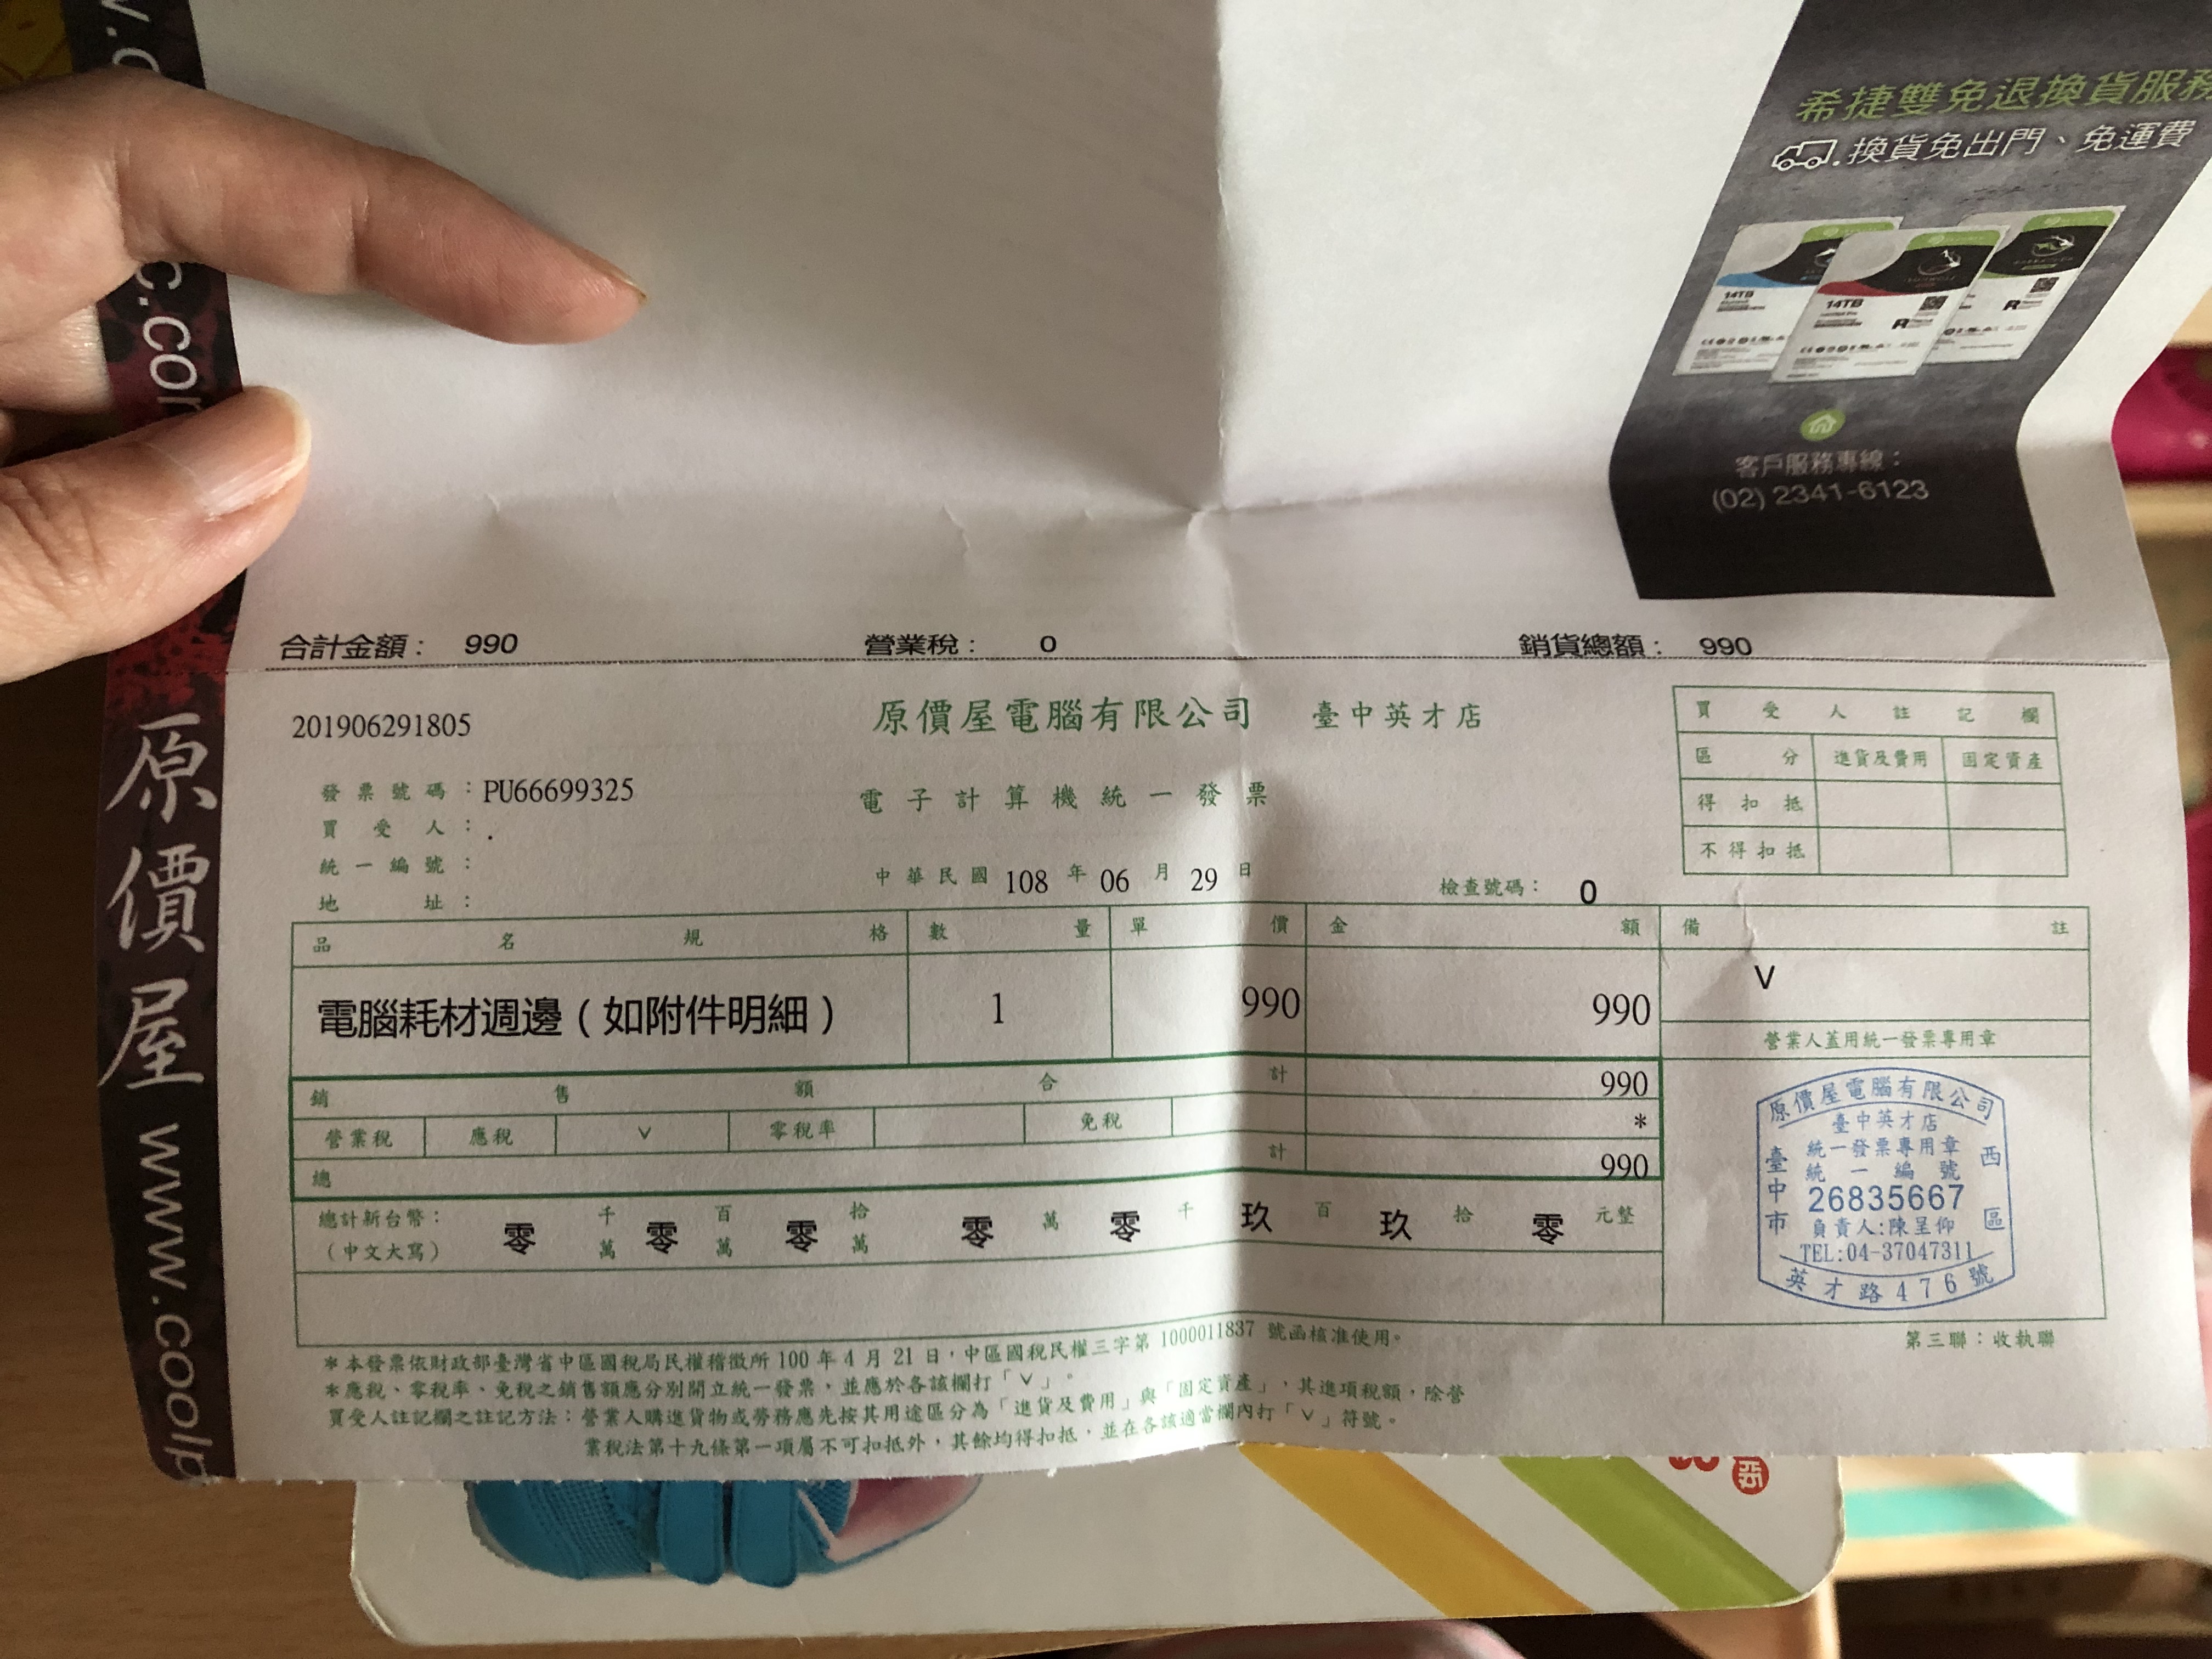 希捷雙免退換貨服務
換貨免出門、免運費
14TB
14TB
客戶服務專線：
(02) 2341-6123
合計金額： 990 營業稅： 0 銷貨總額： 990
原價屋 www.coolp
c.com
201906291805 原價屋電腦有限公司 臺中英才店
發票號碼：PU66699325 電子計算機統一發票
買受人：.
統一編號：
地址：
中華民國 108 年 06 月 29 日 檢查號碼： 0
買受人註記欄
區分 進貨及費用 固定資產
得扣抵
不得扣抵
品名規格 數量 單價 金額 備註
電腦耗材週邊（如附件明細） 1 990 990 V
營業人蓋用統一發票專用章
銷售額合計 990
營業稅 應稅 V 零稅率 免稅 *
總計 990
總計新台幣： 零 千萬 零 百萬 零 拾萬 零 萬 零 千 玖 百 玖 拾 零 元整
（中文大寫）
原價屋電腦有限公司
臺中英才店
統一發票專用章
統一編號
臺中市 26835667 西區
負責人:陳呈仰
TEL:04-37047311
英才路476號
第三聯：收執聯
＊本發票依財政部臺灣省中區國稅局民權稽徵所 100 年 4 月 21 日，中區國稅民權三字第 1000011837 號函核准使用。
＊應稅、零稅率、免稅之銷售額應分別開立統一發票，並應於各該欄打「V」。
買受人註記欄之註記方法：營業人購進貨物或勞務應先按其用途區分為「進貨及費用」與「固定資產」，其進項稅額，除營
業稅法第十九條第一項屬不可扣抵外，其餘均得扣抵，並在各該適當欄內打「V」符號。